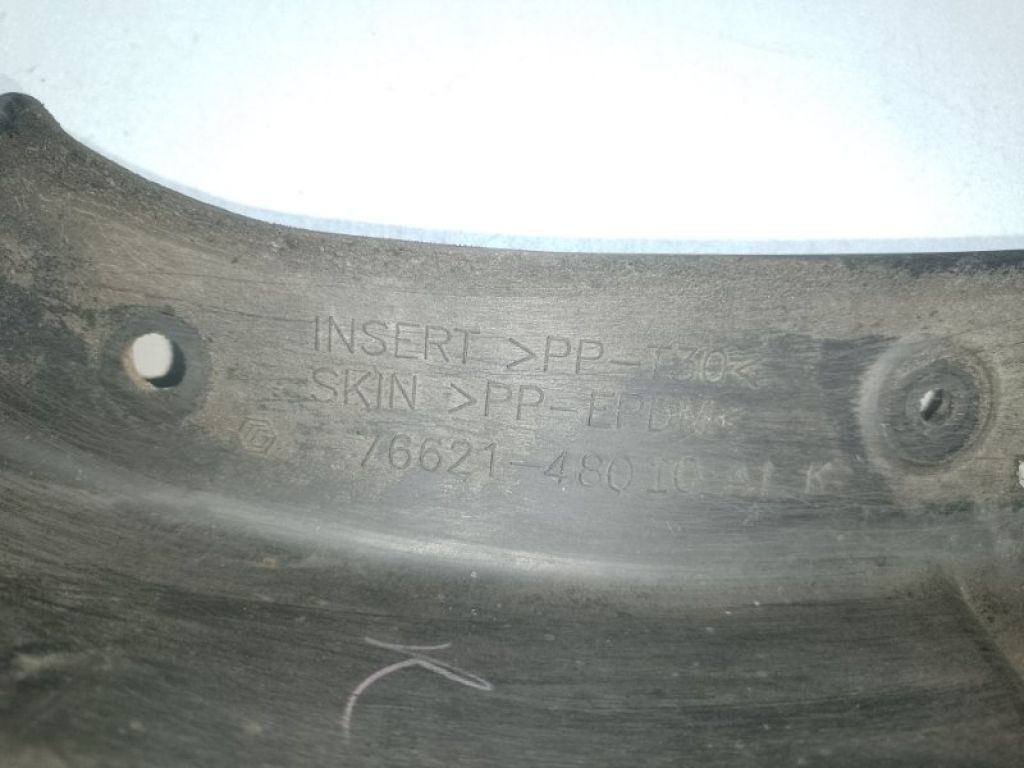 INSERT >PP-T30<
SKIN >PP-EPDM<
76621-48010 K